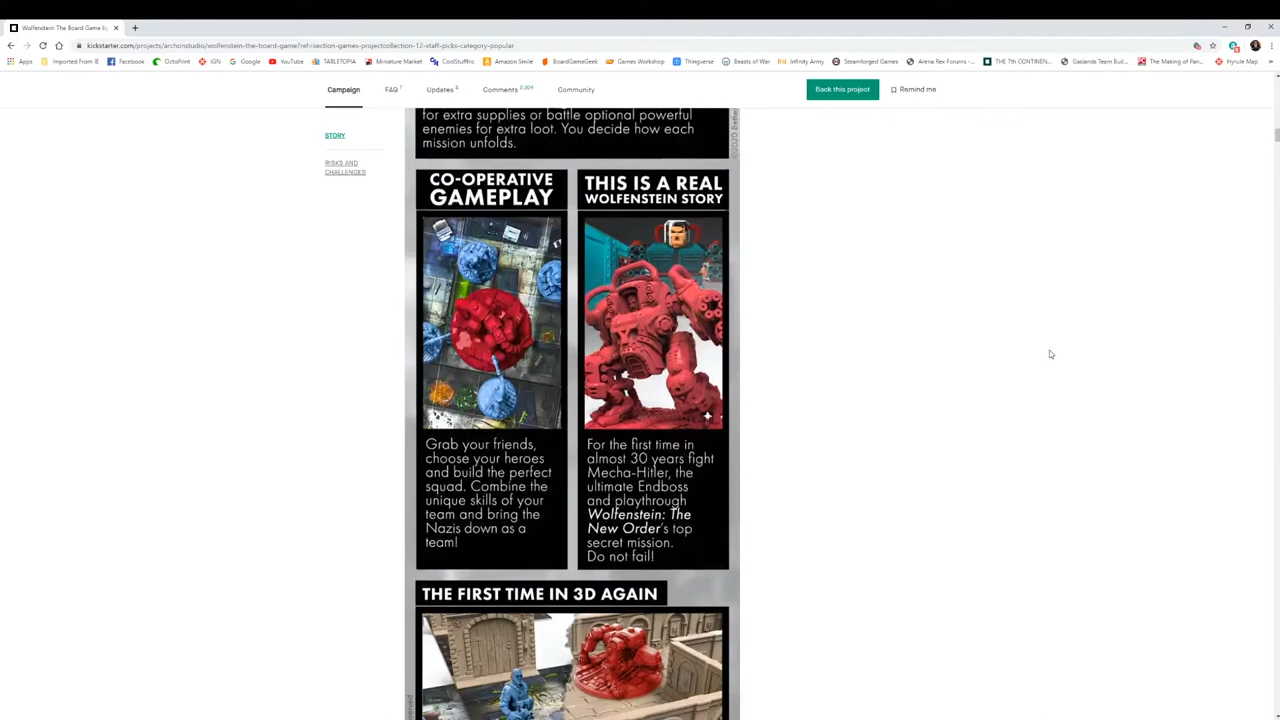 Wolfenstein: The Board Game by
kickstarter.com/projects/archonstudio/wolfenstein-the-board-game?ref=section-games-projectcollection-12-staff-picks-category-popular
Apps Imported From IE Facebook OctoPrint IGN Google YouTube TABLETOPIA Miniature Market CoolStuffInc Amazon Smile BoardGameGeek Games Workshop Thingiverse Beasts of War Infinity Army Steamforged Games Arena Rex Forums -... THE 7th CONTINEN... Gaslands Team Buil... The Making of Pan... Hyrule Map
Campaign FAQ 7 Updates Comments Community Back this project Remind me
STORY
RISKS AND
CHALLENGES
for extra supplies or battle optional powerful
enemies for extra loot. You decide how each
mission unfolds.
CO-OPERATIVE
GAMEPLAY
Grab your friends,
choose your heroes
and build the perfect
squad. Combine the
unique skills of your
team and bring the
Nazis down as a
team!
THIS IS A REAL
WOLFENSTEIN STORY
For the first time in
almost 30 years fight
Mecha-Hitler, the
ultimate Endboss
and playthrough
Wolfenstein: The
New Order's top
secret mission.
Do not fail!
THE FIRST TIME IN 3D AGAIN